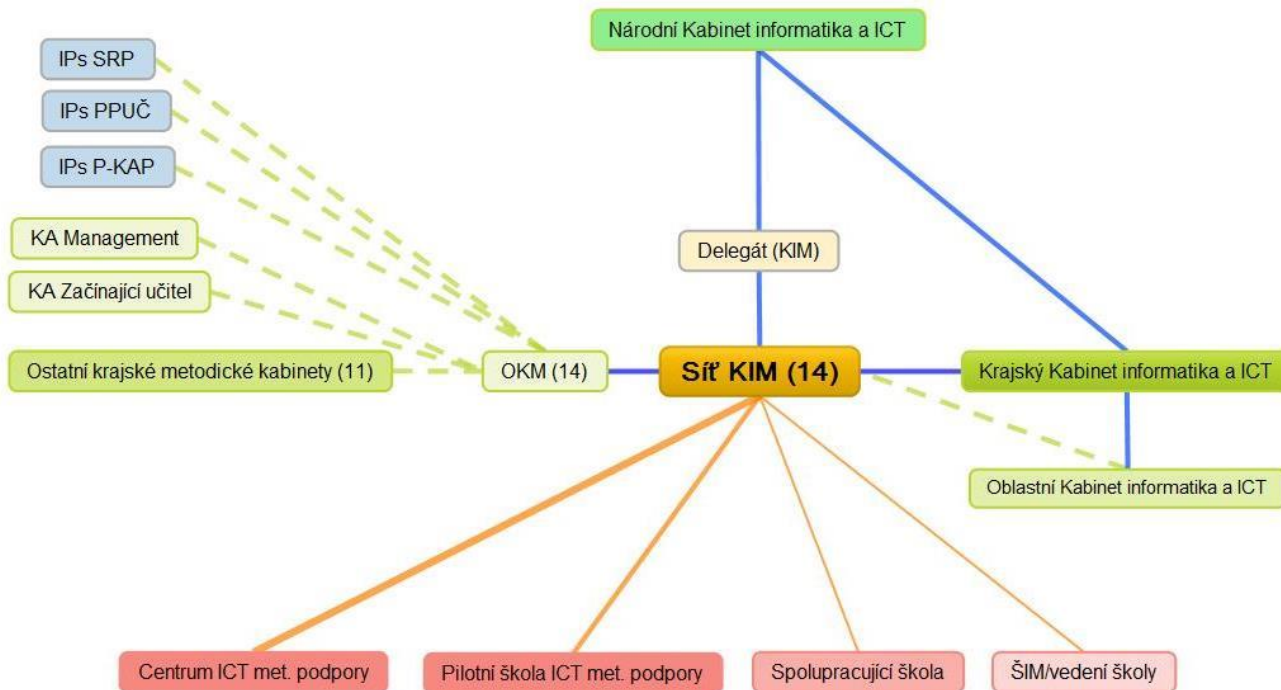 Národní Kabinet informatika a ICT
IPs SRP
IPs PPUČ
IPs P-KAP
KA Management
Delegát (KIM)
KA Začínající učitel
Ostatní krajské metodické kabinety (11)
OKM (14)
Síť KIM (14)
Krajský Kabinet informatika a ICT
Oblastní Kabinet informatika a ICT
Centrum ICT met. podpory
Pilotní škola ICT met. podpory
Spolupracující škola
ŠIM/vedení školy